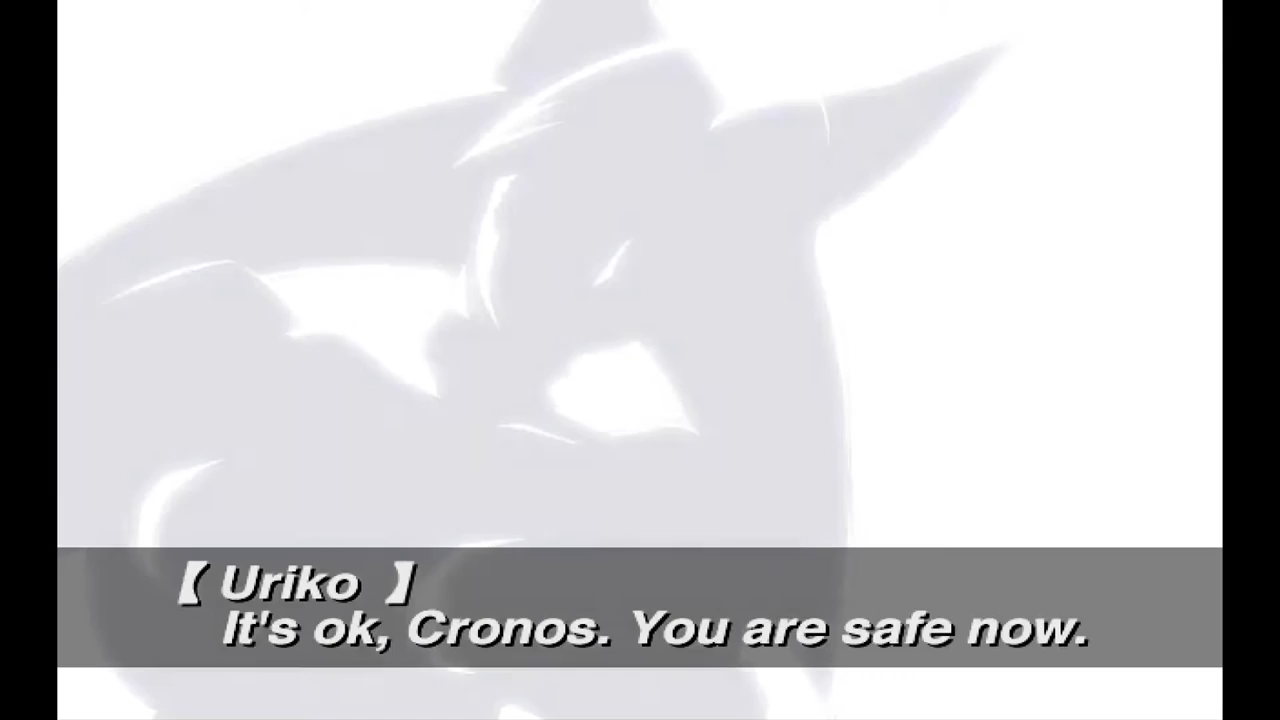 【 Uriko 】
It's ok, Cronos. You are safe now.